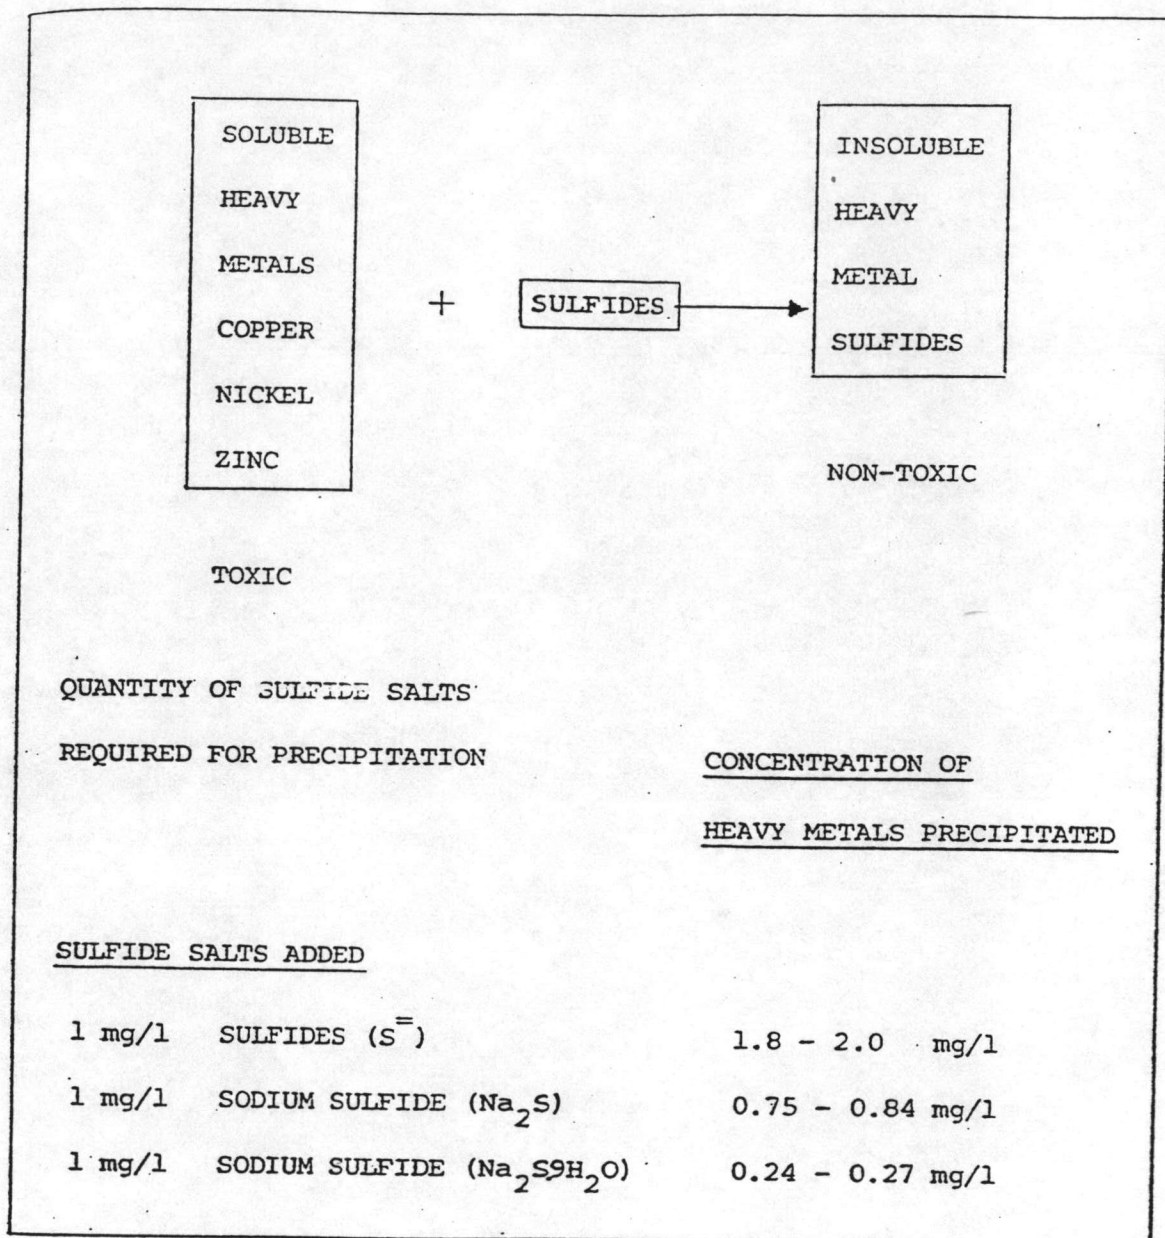 SOLUBLE
HEAVY
METALS
COPPER
NICKEL
ZINC
TOXIC
+
SULFIDES
INSOLUBLE
HEAVY
METAL
SULFIDES
NON-TOXIC
QUANTITY OF SULFIDE SALTS
REQUIRED FOR PRECIPITATION
CONCENTRATION OF
HEAVY METALS PRECIPITATED
SULFIDE SALTS ADDED
1 mg/l SULFIDES (S=) 1.8 - 2.0 mg/l
1 mg/l SODIUM SULFIDE (Na2S) 0.75 - 0.84 mg/l
1 mg/l SODIUM SULFIDE (Na2S9H2O) 0.24 - 0.27 mg/l